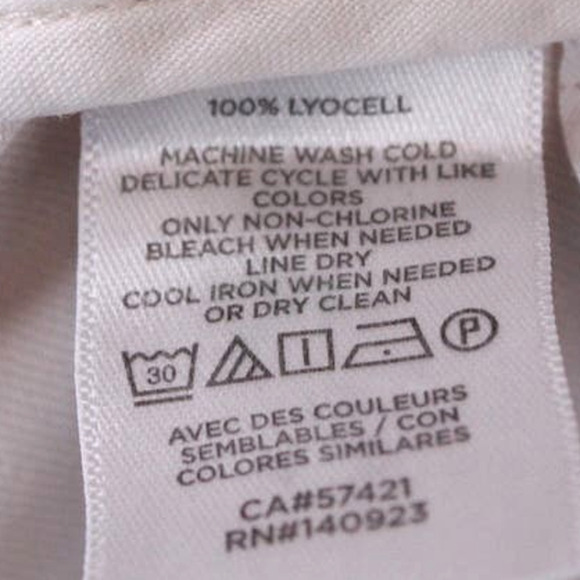 100% LYOCELL
MACHINE WASH COLD
DELICATE CYCLE WITH LIKE
COLORS
ONLY NON-CHLORINE
BLEACH WHEN NEEDED
LINE DRY
COOL IRON WHEN NEEDED
OR DRY CLEAN
30 P
AVEC DES COULEURS
SEMBLABLES / CON
COLORES SIMILARES
CA#57421
RN#140923